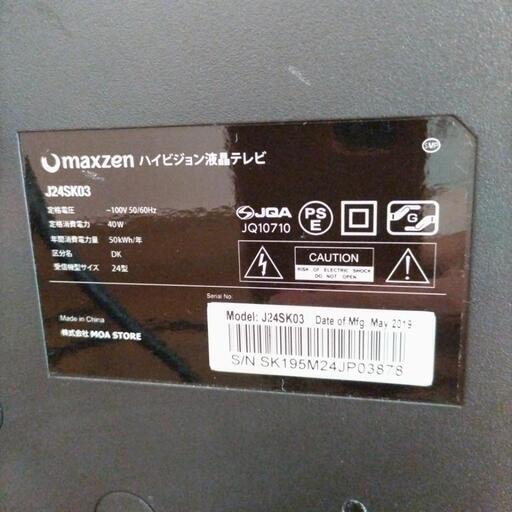 maxzen ハイビジョン液晶テレビ
SMP
J24SK03
定格電圧 ~100V 50/60Hz
定格消費電力 40W
年間消費電力量 50kWh/年
区分名 DK
受信機型サイズ 24型
JQA
JQ10710
PS
E
G
CAUTION
RISK OF ELECTRIC SHOCK
DO NOT OPEN
Made in China
株式会社 MOA STORE
Serial No:
Model: J24SK03 Date of Mfg: May 2019
S/N SK195M24JP03878